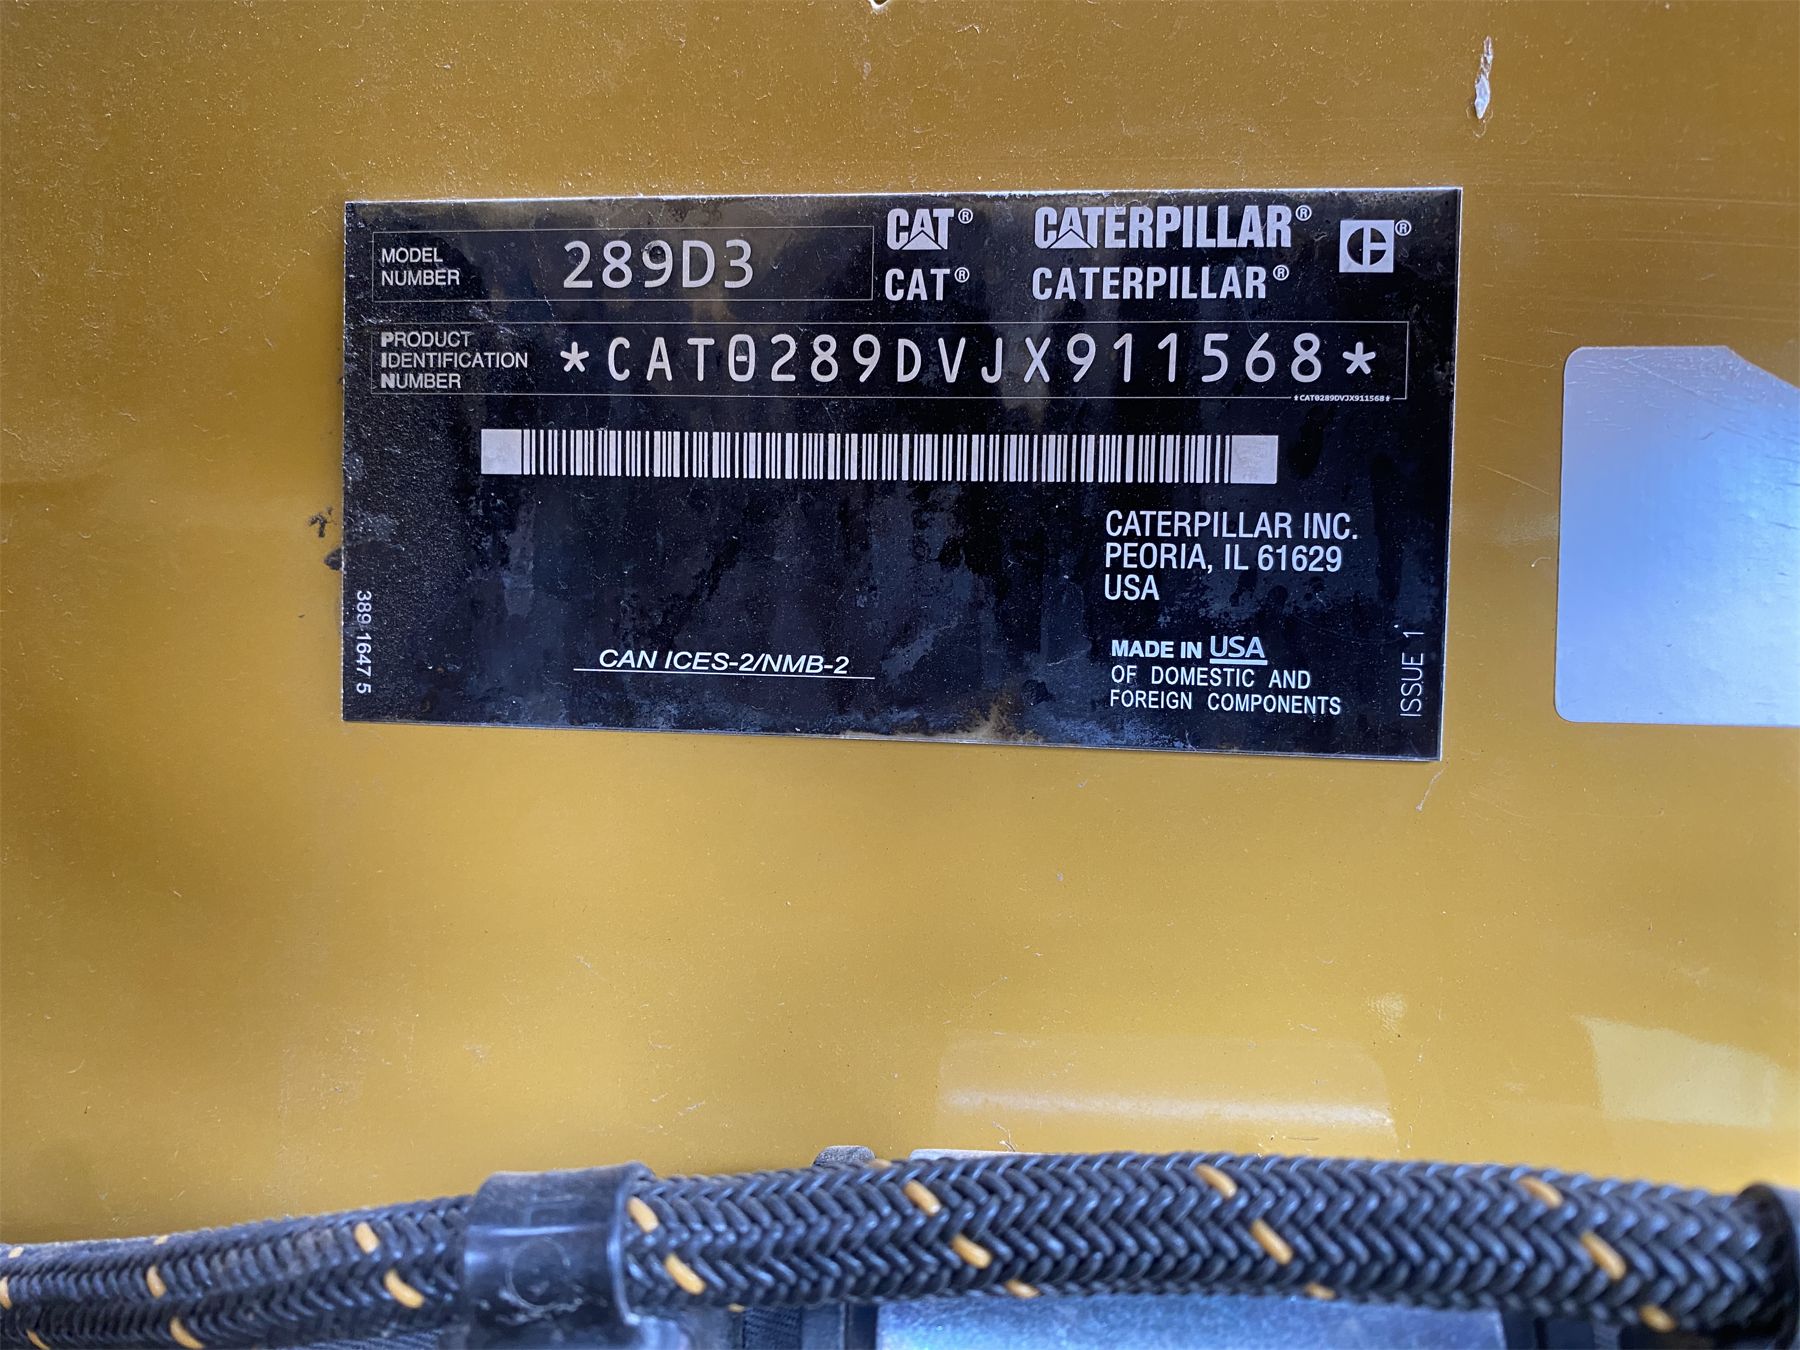 MODEL NUMBER 289D3
CAT® CATERPILLAR® ®
CAT® CATERPILLAR®
PRODUCT IDENTIFICATION NUMBER *CAT0289DVJX911568*
*CAT0289DVJX911568*
CATERPILLAR INC.
PEORIA, IL 61629
USA
389-1647 5
CAN ICES-2/NMB-2
MADE IN USA
OF DOMESTIC AND
FOREIGN COMPONENTS
ISSUE 1